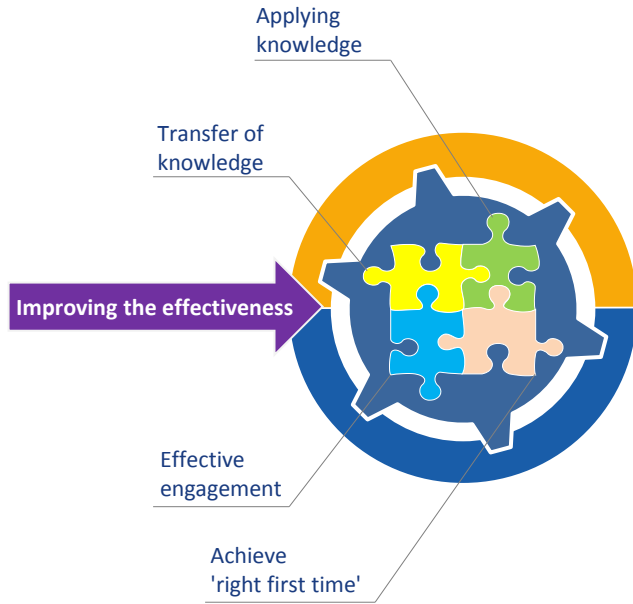 Applying
knowledge
Transfer of
knowledge
Improving the effectiveness
Effective
engagement
Achieve
'right first time'